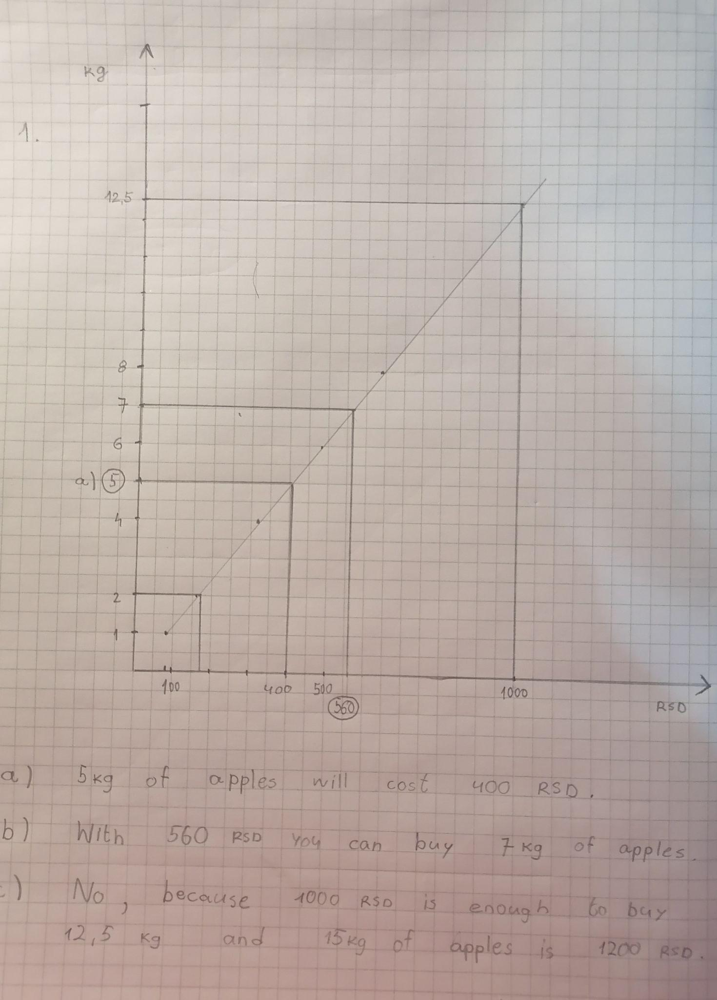 kg
1.
12,5
8
7
6
a) 5
4
2
1
100 400 500 1000
560
RSD
a) 5kg of apples will cost 400 RSD.
b) With 560 RSD you can buy 7kg of apples.
c) No, because 1000 RSD is enough to buy
12,5 kg and 15kg of apples is 1200 RSD.